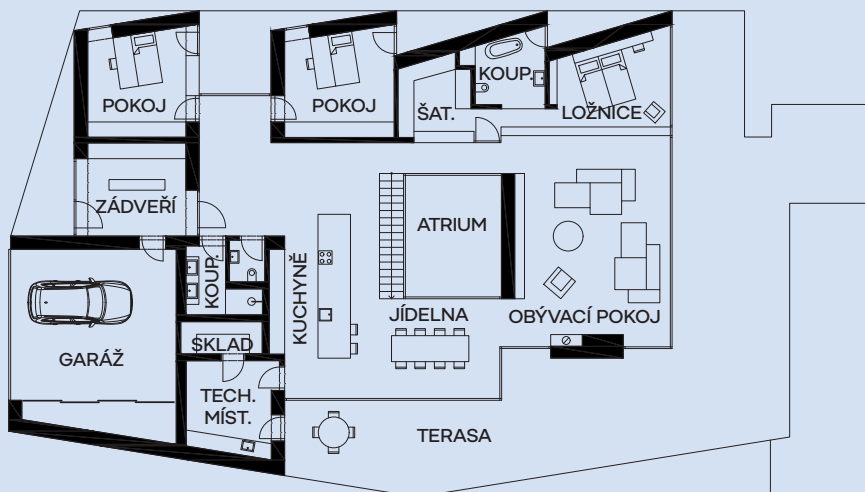 KOUP.
POKOJ
POKOJ
ŠAT.
LOŽNICE
ZÁDVEŘÍ
ATRIUM
KOUP.
KUCHYNĚ
JÍDELNA
OBÝVACÍ POKOJ
SKLAD
GARÁŽ
TECH.
MÍST.
TERASA